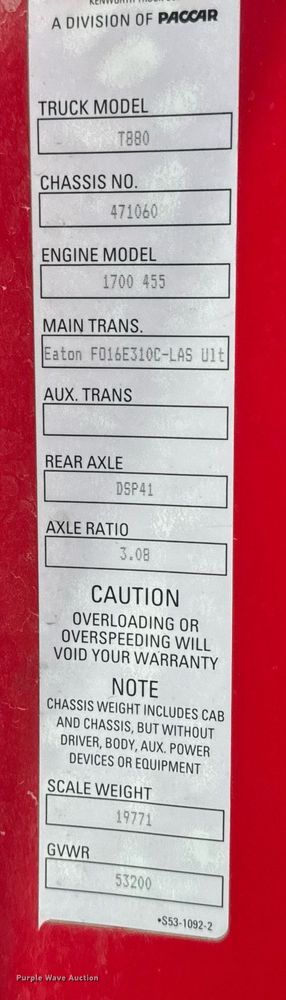 A DIVISION OF PACCAR
TRUCK MODEL
T880
CHASSIS NO.
471060
ENGINE MODEL
1700 455
MAIN TRANS.
Eaton FO16E310C-LAS Ult
AUX. TRANS
REAR AXLE
DSP41
AXLE RATIO
3.08
CAUTION
OVERLOADING OR
OVERSPEEDING WILL
VOID YOUR WARRANTY
NOTE
CHASSIS WEIGHT INCLUDES CAB
AND CHASSIS, BUT WITHOUT
DRIVER, BODY, AUX. POWER
DEVICES OR EQUIPMENT
SCALE WEIGHT
19771
GVWR
53200
*S53-1092-2
Purple Wave Auction